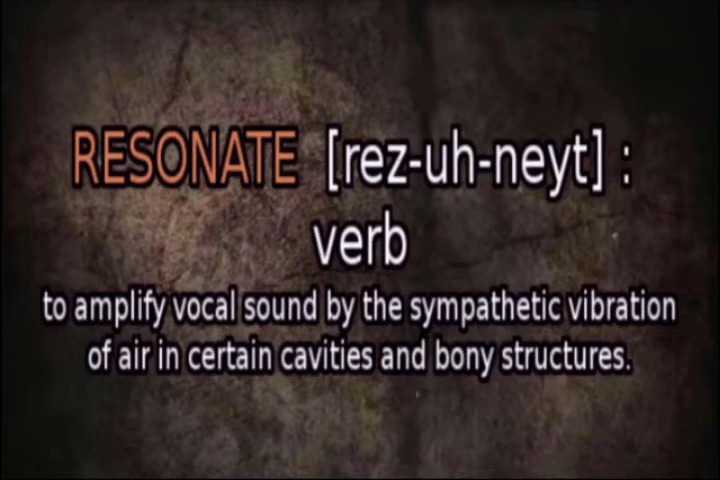 RESONATE [rez-uh-neyt] :
verb
to amplify vocal sound by the sympathetic vibration
of air in certain cavities and bony structures.